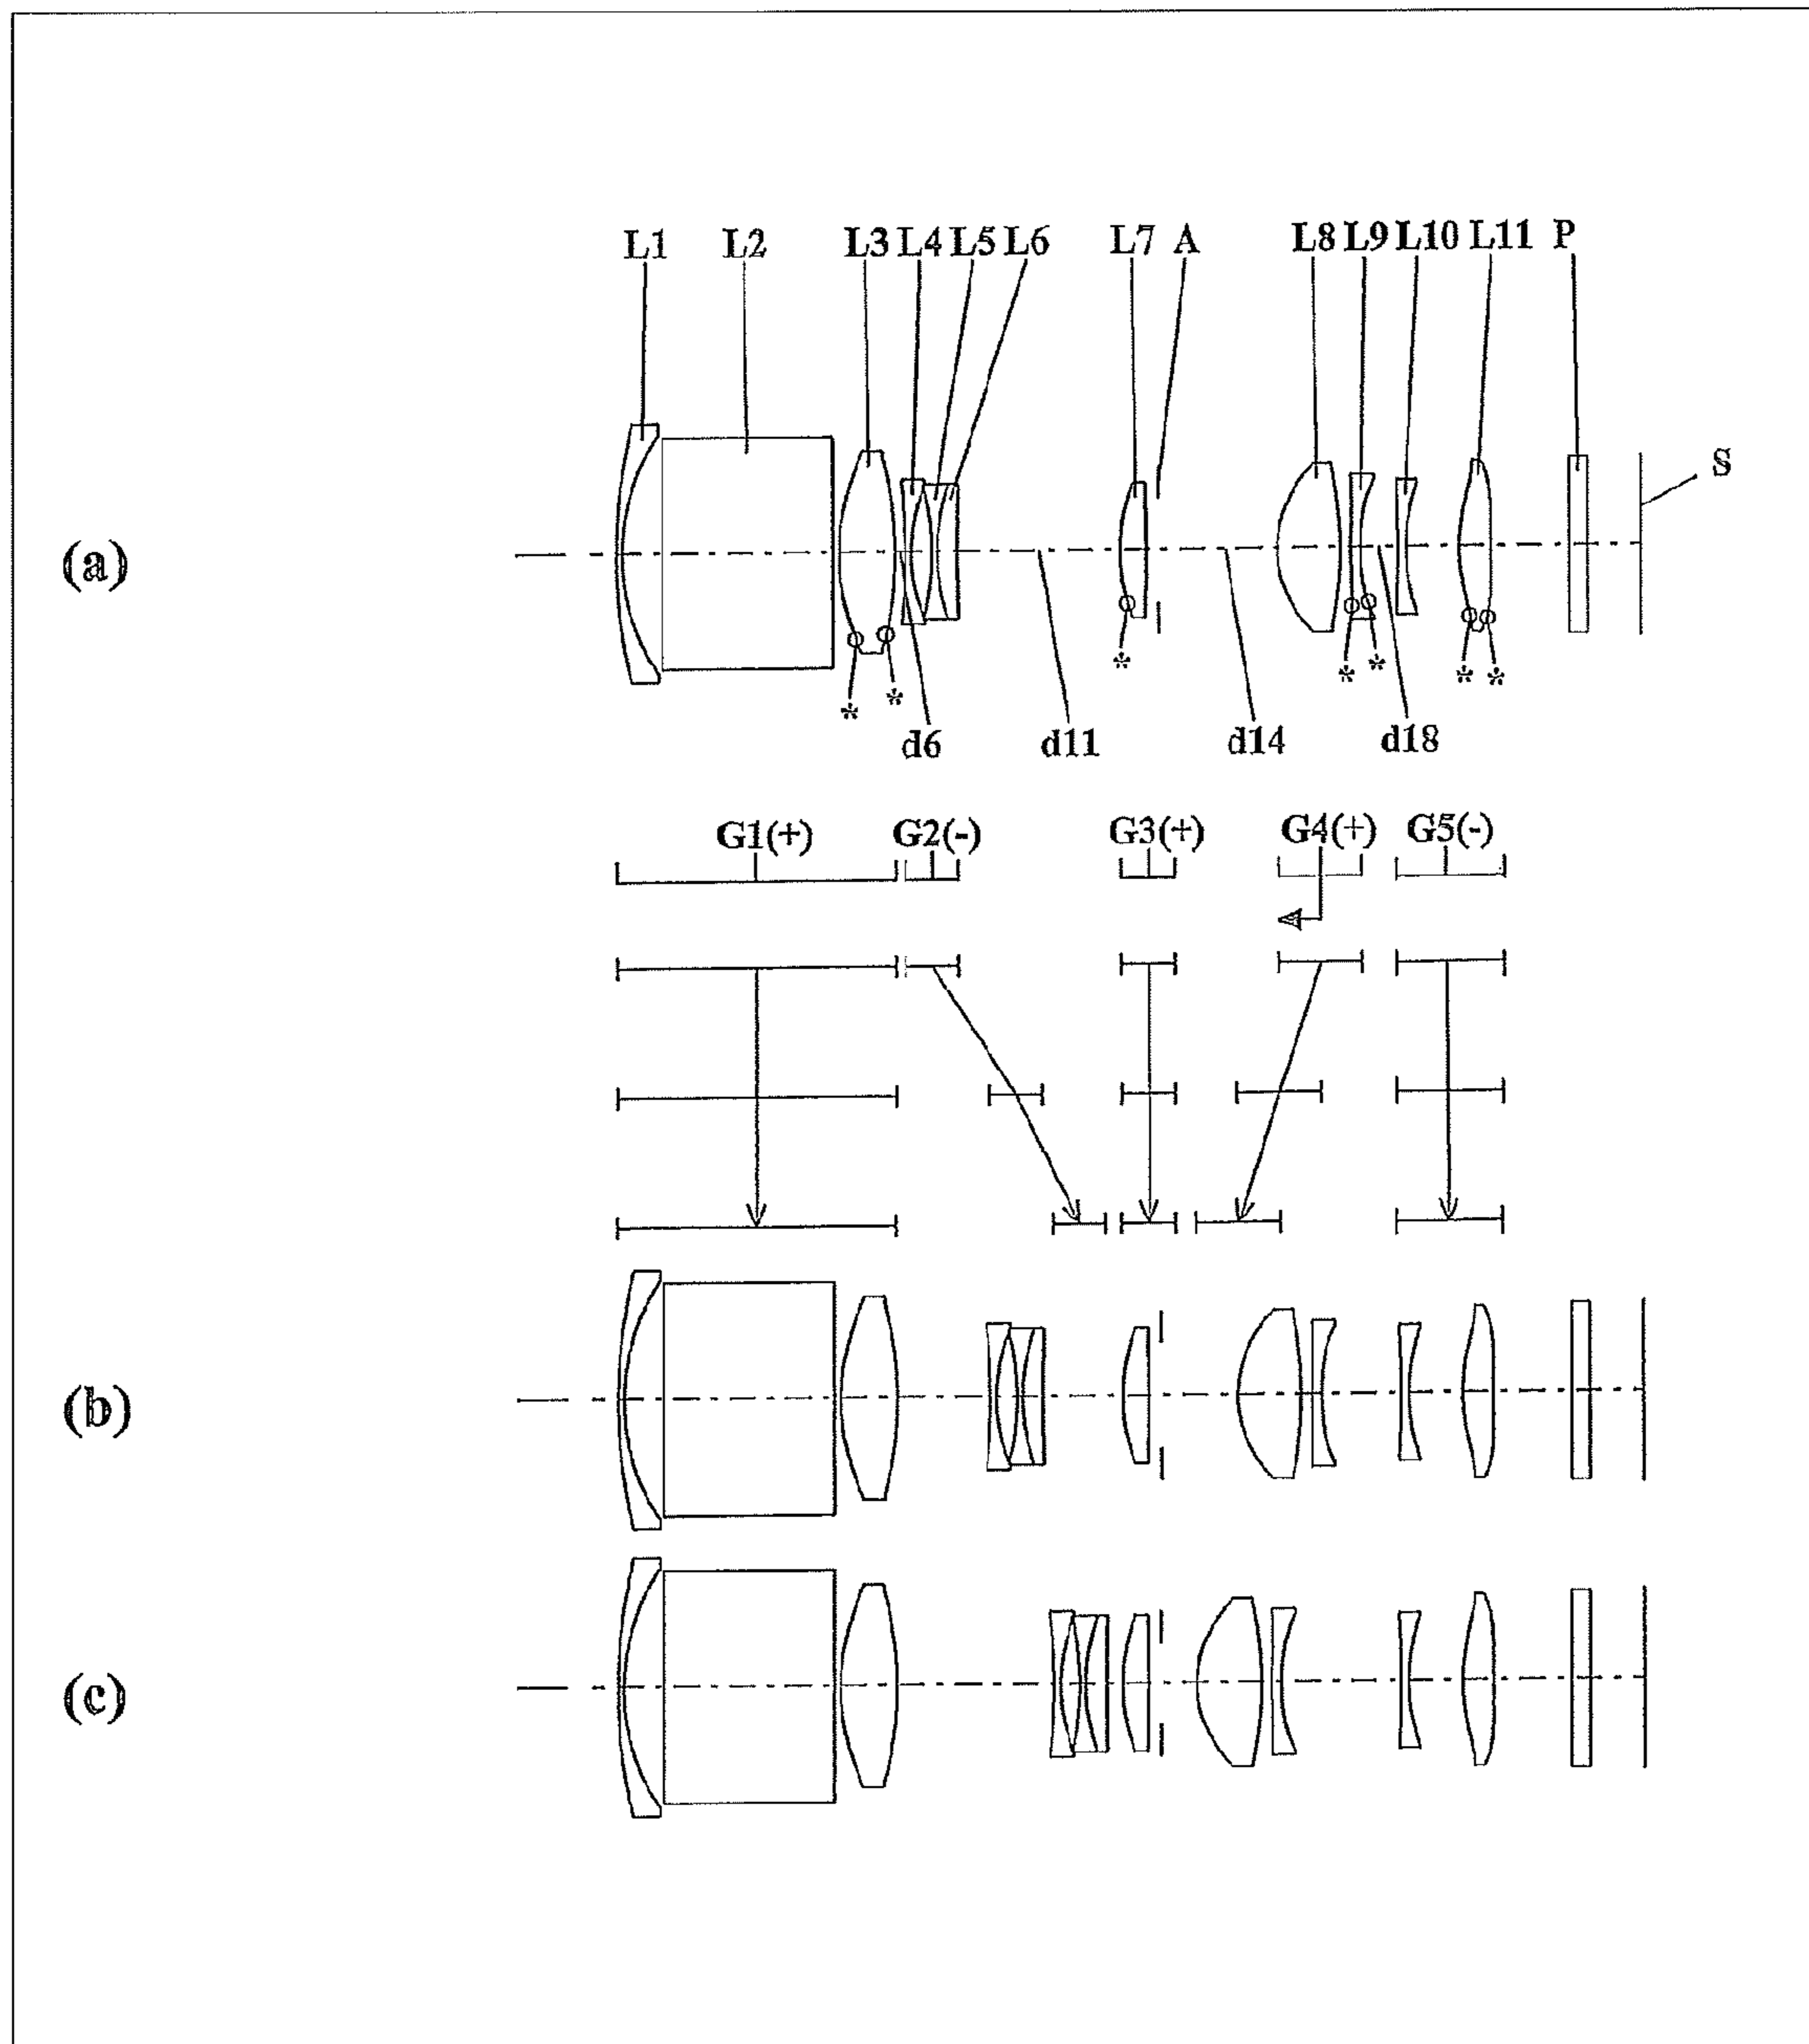 L1 L2 L3 L4 L5 L6 L7 A L8 L9 L10 L11 P
S
(a)
* * * * * * *
d6 d11 d14 d18
G1(+) G2(-) G3(+) G4(+) G5(-)
(b)
(c)